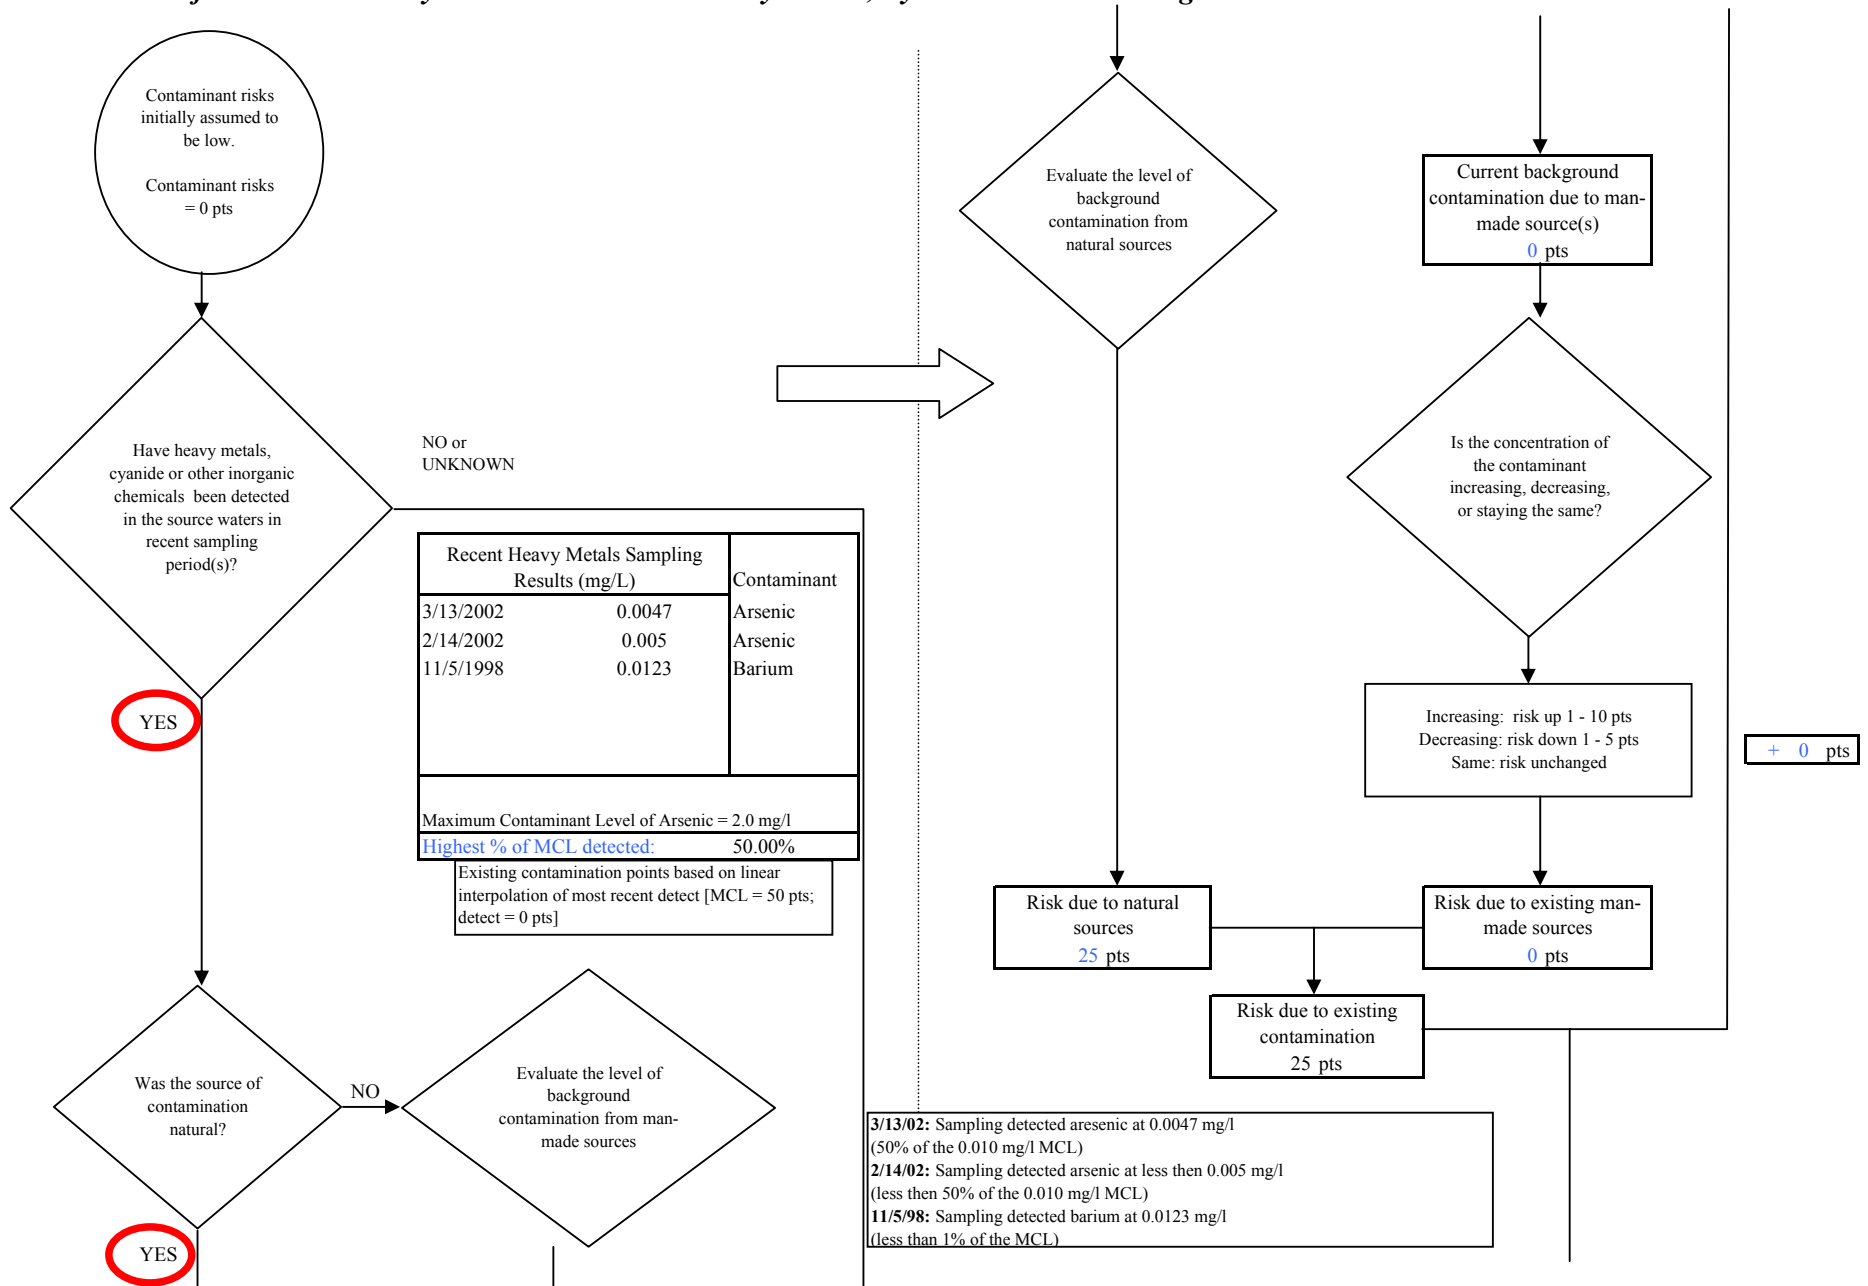 Contaminant risks
initially assumed to
be low.
Contaminant risks
= 0 pts
Have heavy metals,
cyanide or other inorganic
chemicals been detected
in the source waters in
recent sampling
period(s)?
NO or
UNKNOWN
YES
Recent Heavy Metals Sampling
Results (mg/L)
Contaminant
3/13/2002 0.0047 Arsenic
2/14/2002 0.005 Arsenic
11/5/1998 0.0123 Barium
Maximum Contaminant Level of Arsenic = 2.0 mg/l
Highest % of MCL detected: 50.00%
Existing contamination points based on linear
interpolation of most recent detect [MCL = 50 pts;
detect = 0 pts]
Was the source of
contamination
natural?
NO
YES
Evaluate the level of
background
contamination from man-
made sources
Evaluate the level of
background
contamination from
natural sources
Current background
contamination due to man-
made source(s)
0 pts
Is the concentration of
the contaminant
increasing, decreasing,
or staying the same?
Increasing: risk up 1 - 10 pts
Decreasing: risk down 1 - 5 pts
Same: risk unchanged
+ 0 pts
Risk due to natural
sources
25 pts
Risk due to existing man-
made sources
0 pts
Risk due to existing
contamination
25 pts
3/13/02: Sampling detected aresenic at 0.0047 mg/l
(50% of the 0.010 mg/l MCL)
2/14/02: Sampling detected arsenic at less then 0.005 mg/l
(less then 50% of the 0.010 mg/l MCL)
11/5/98: Sampling detected barium at 0.0123 mg/l
(less than 1% of the MCL)